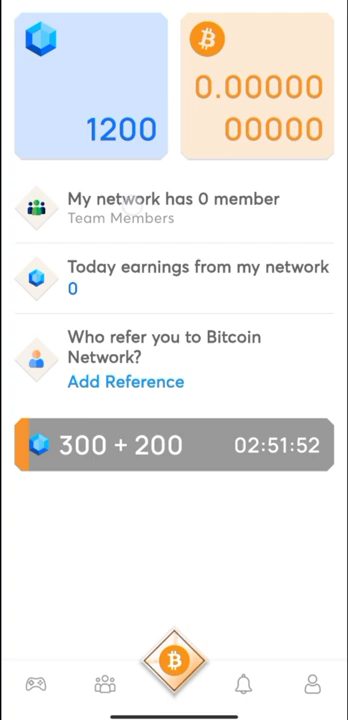 1200
0.00000
00000
My network has 0 member
Team Members
Today earnings from my network
0
Who refer you to Bitcoin
Network?
Add Reference
300 + 200 02:51:52